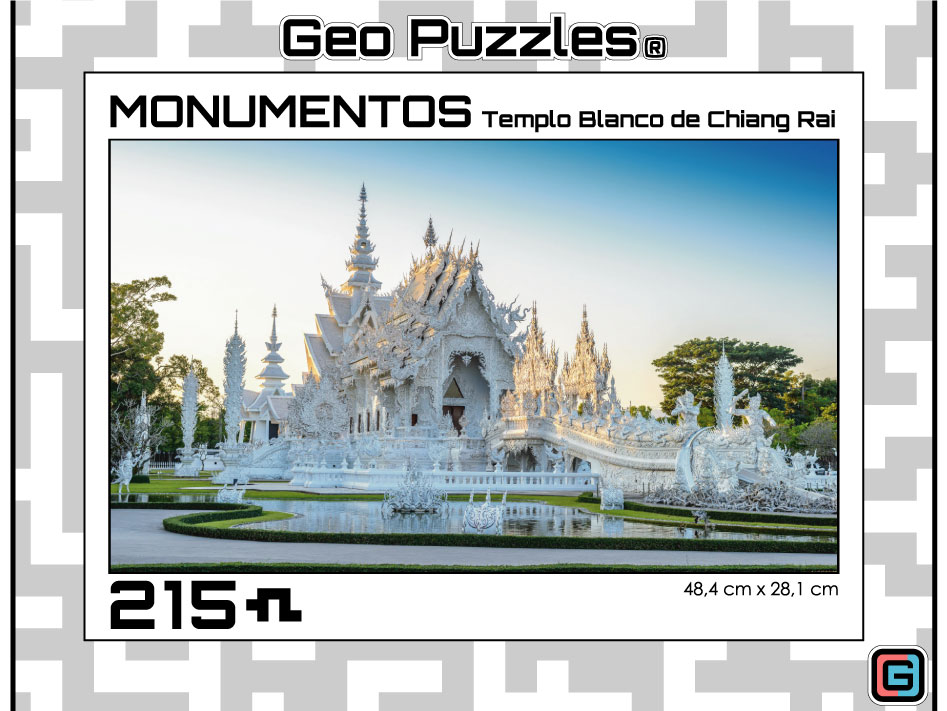 Geo Puzzles®
MONUMENTOS Templo Blanco de Chiang Rai
48,4 cm x 28,1 cm
215
G